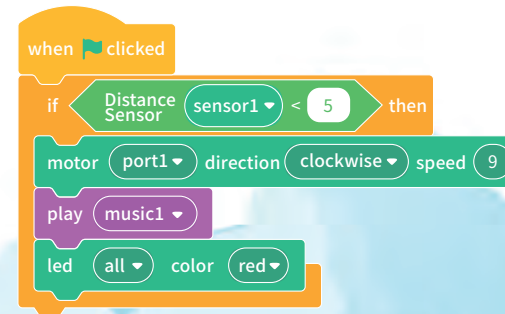 when clicked
if Distance Sensor sensor1 < 5 then
motor port1 direction clockwise speed 9
play music1
led all color red